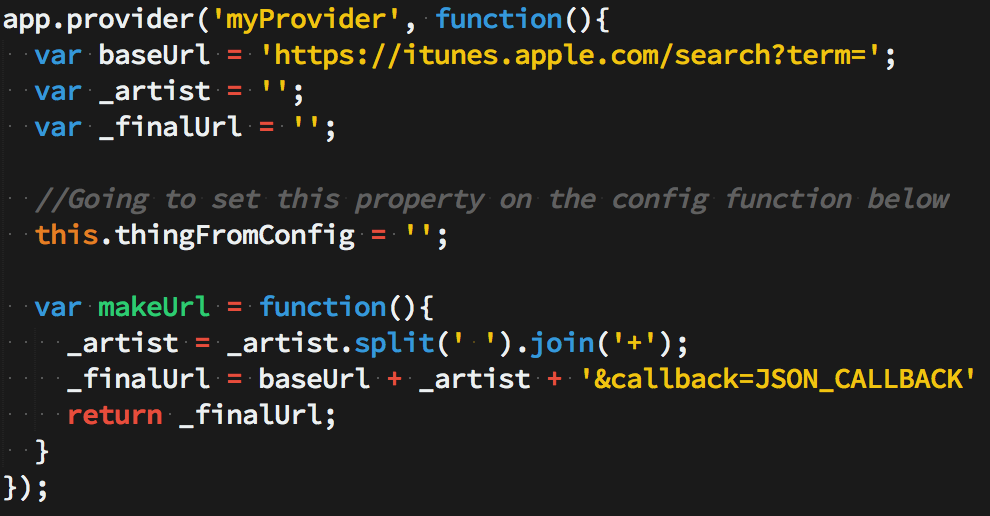 app.provider('myProvider', function(){
  var baseUrl = 'https://itunes.apple.com/search?term=';
  var _artist = '';
  var _finalUrl = '';

  //Going to set this property on the config function below
  this.thingFromConfig = '';

  var makeUrl = function(){
    _artist = _artist.split(' ').join('+');
    _finalUrl = baseUrl + _artist + '&callback=JSON_CALLBACK'
    return _finalUrl;
  }
});